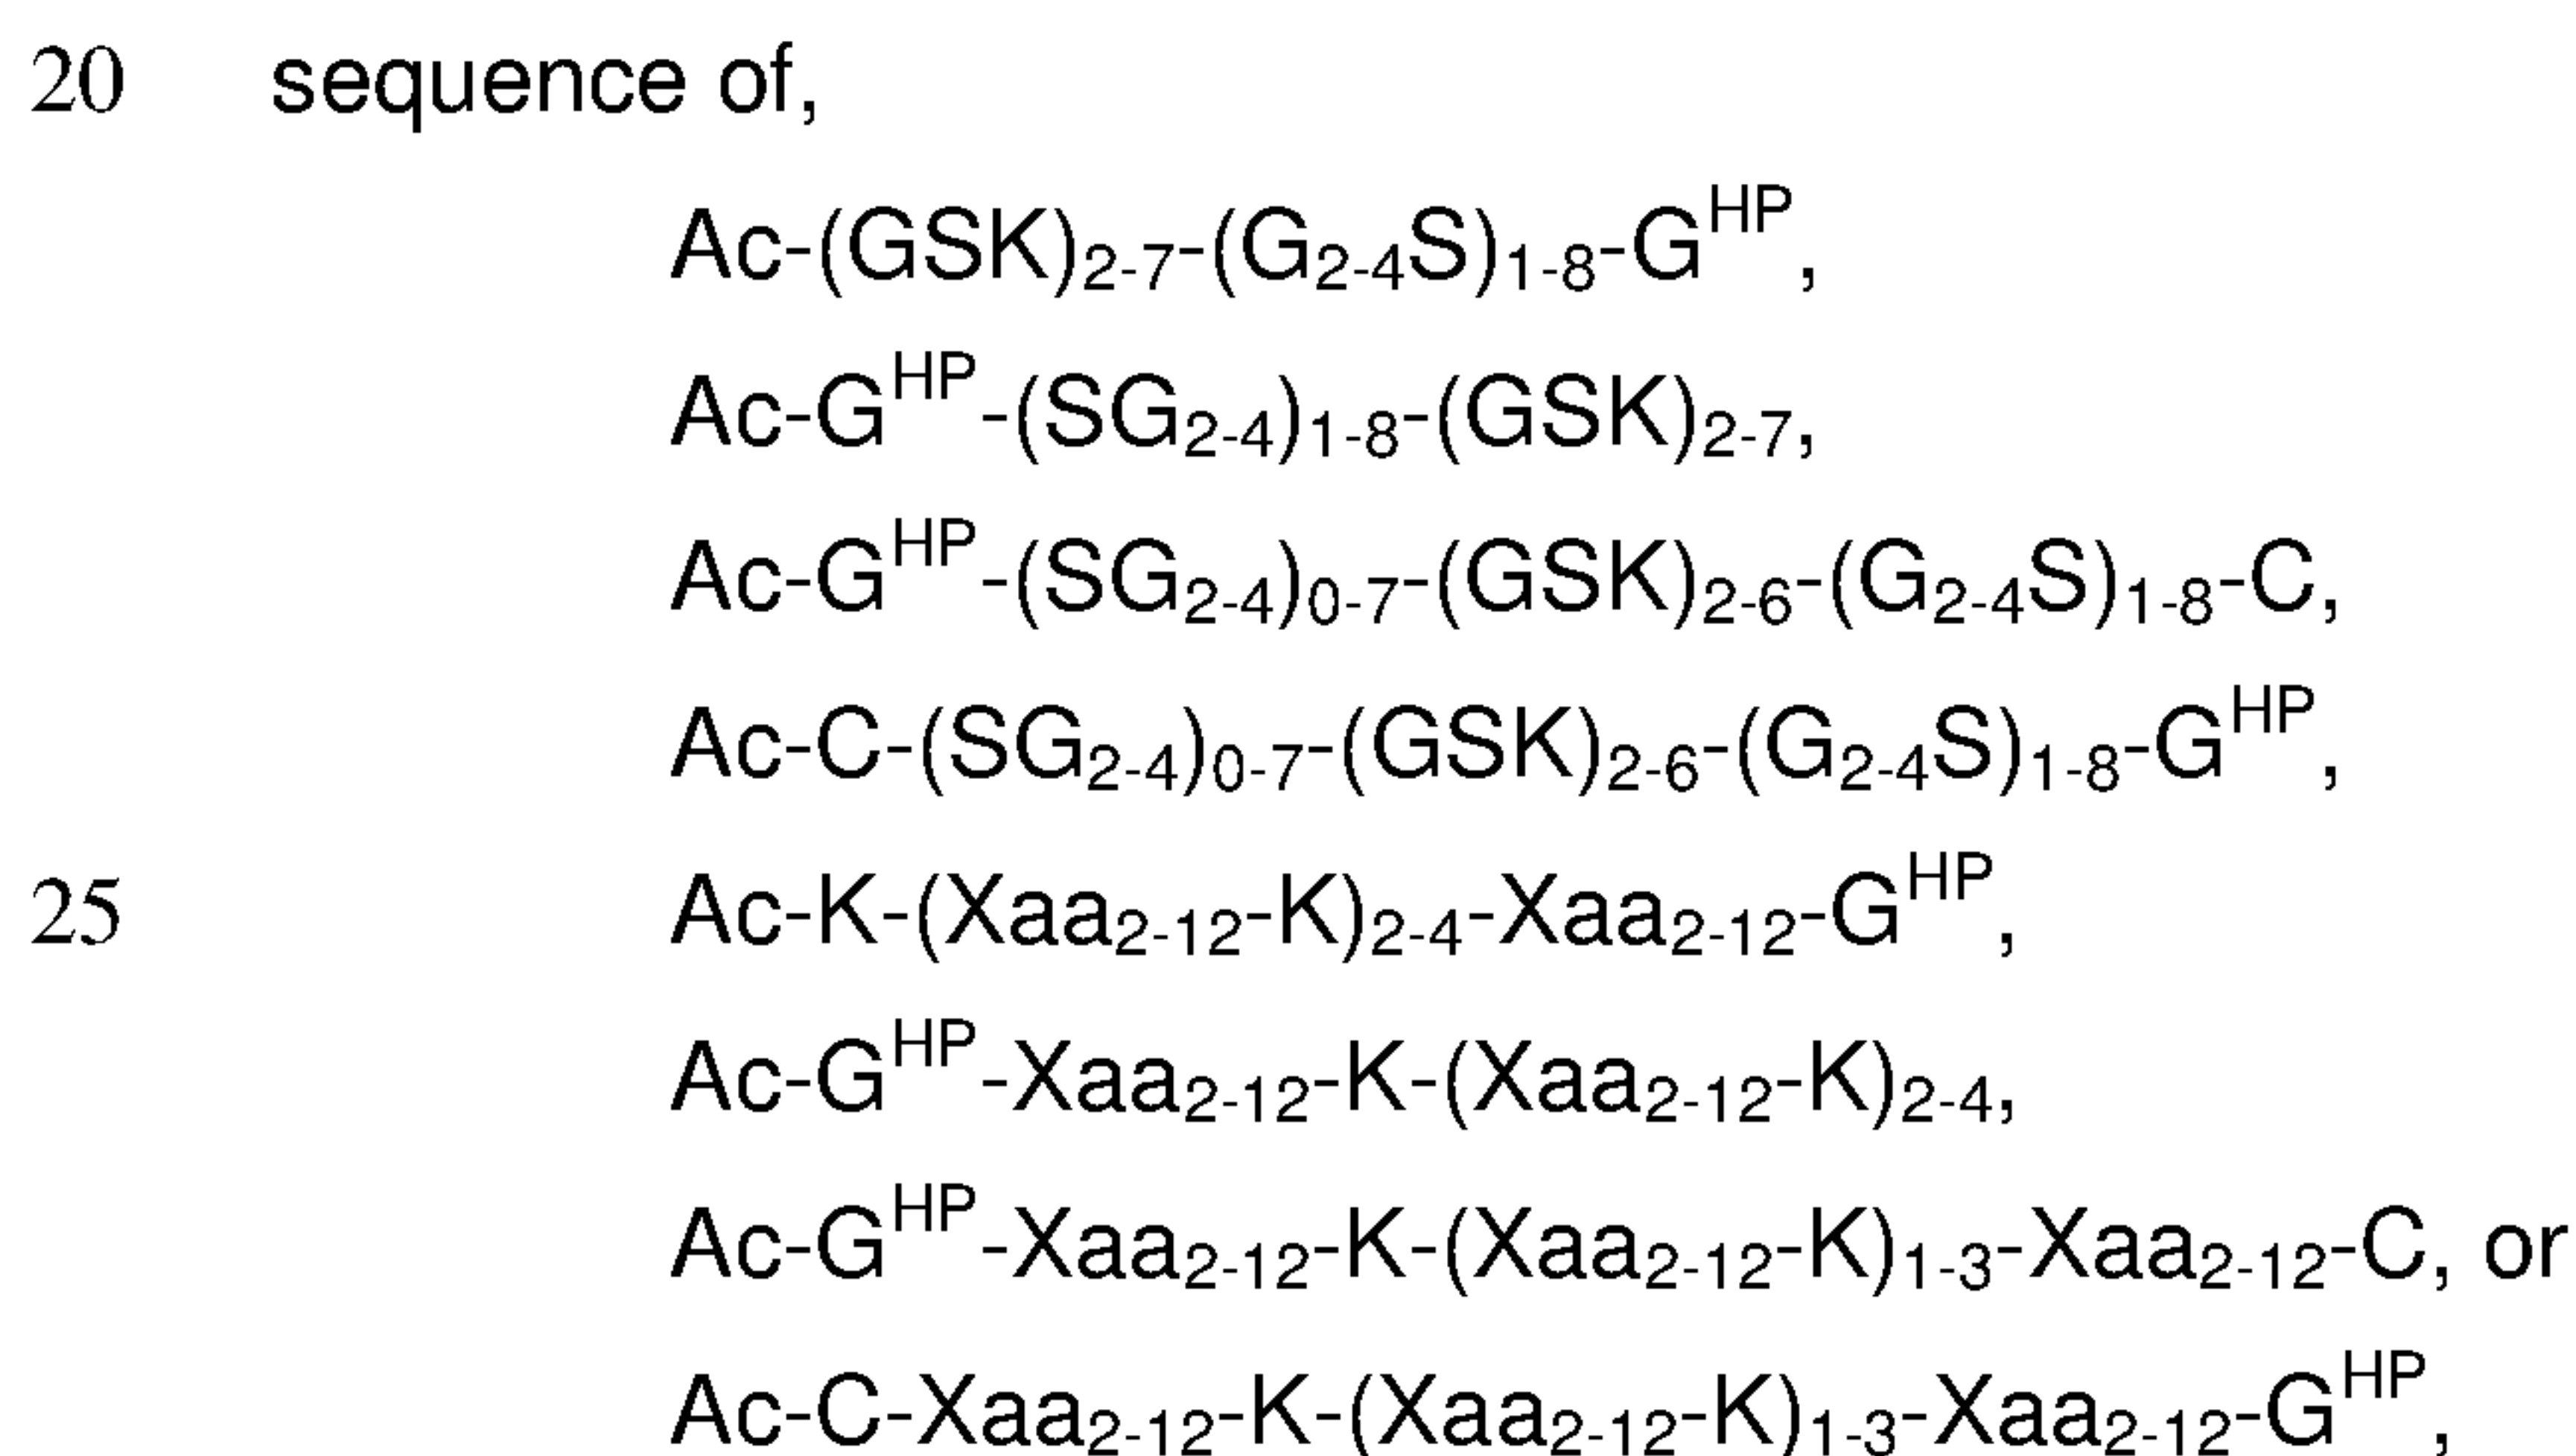 20 sequence of,
Ac-(GSK)₂₋₇-(G₂₋₄S)₁₋₈-Gᴴᴾ,
Ac-Gᴴᴾ-(SG₂₋₄)₁₋₈-(GSK)₂₋₇,
Ac-Gᴴᴾ-(SG₂₋₄)₀₋₇-(GSK)₂₋₆-(G₂₋₄S)₁₋₈-C,
Ac-C-(SG₂₋₄)₀₋₇-(GSK)₂₋₆-(G₂₋₄S)₁₋₈-Gᴴᴾ,
25 Ac-K-(Xaa₂₋₁₂-K)₂₋₄-Xaa₂₋₁₂-Gᴴᴾ,
Ac-Gᴴᴾ-Xaa₂₋₁₂-K-(Xaa₂₋₁₂-K)₂₋₄,
Ac-Gᴴᴾ-Xaa₂₋₁₂-K-(Xaa₂₋₁₂-K)₁₋₃-Xaa₂₋₁₂-C, or
Ac-C-Xaa₂₋₁₂-K-(Xaa₂₋₁₂-K)₁₋₃-Xaa₂₋₁₂-Gᴴᴾ,